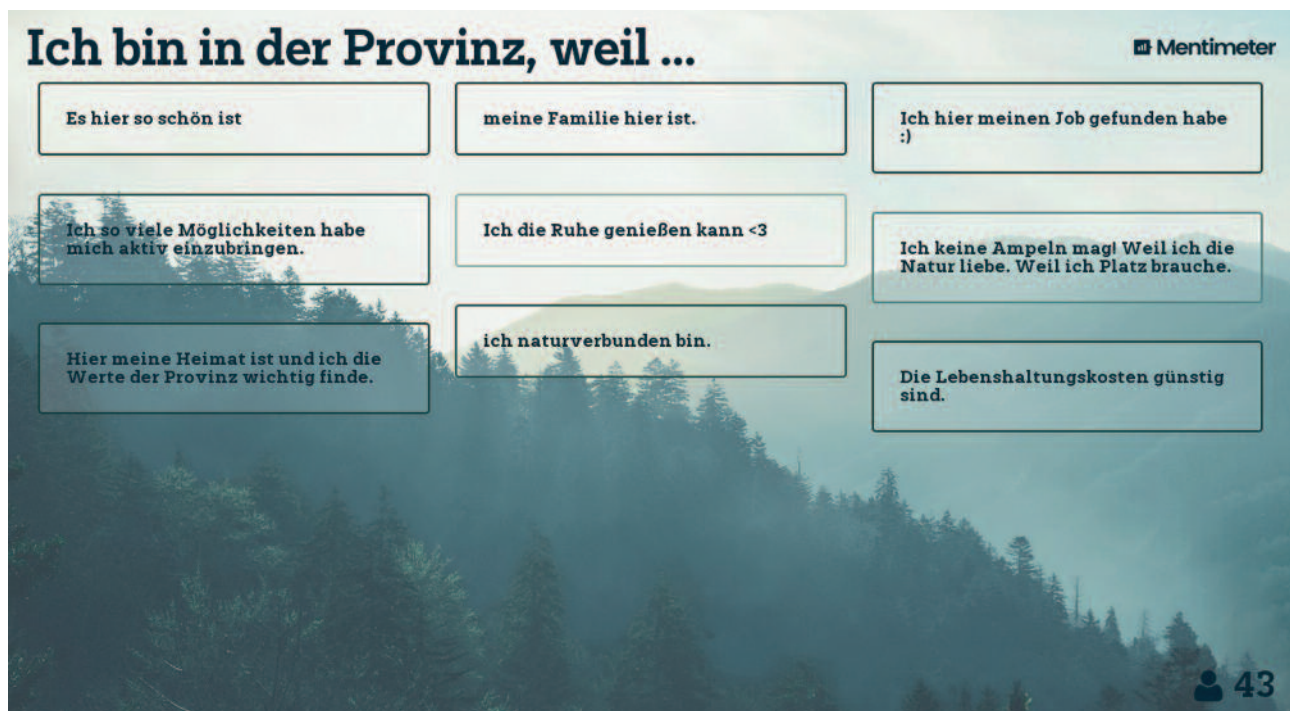 Ich bin in der Provinz, weil ...
Mentimeter
Es hier so schön ist
meine Familie hier ist.
Ich hier meinen Job gefunden habe
:)
Ich so viele Möglichkeiten habe
mich aktiv einzubringen.
Ich die Ruhe genießen kann <3
Ich keine Ampeln mag! Weil ich die
Natur liebe. Weil ich Platz brauche.
Hier meine Heimat ist und ich die
Werte der Provinz wichtig finde.
ich naturverbunden bin.
Die Lebenshaltungskosten günstig
sind.
43